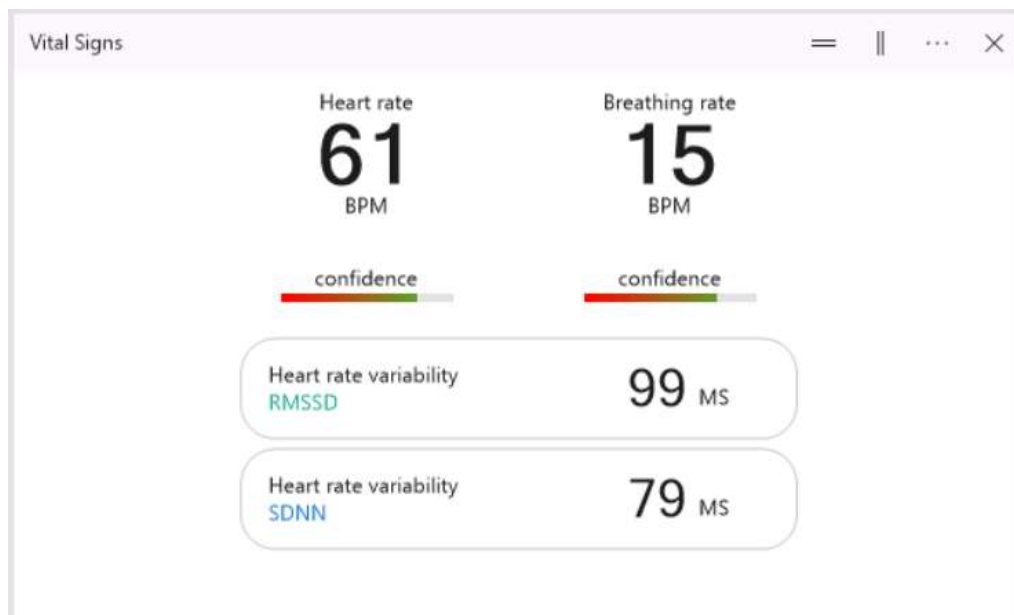 Vital Signs
Heart rate
61
BPM
Breathing rate
15
BPM
confidence
confidence
Heart rate variability
RMSSD
99 MS
Heart rate variability
SDNN
79 MS